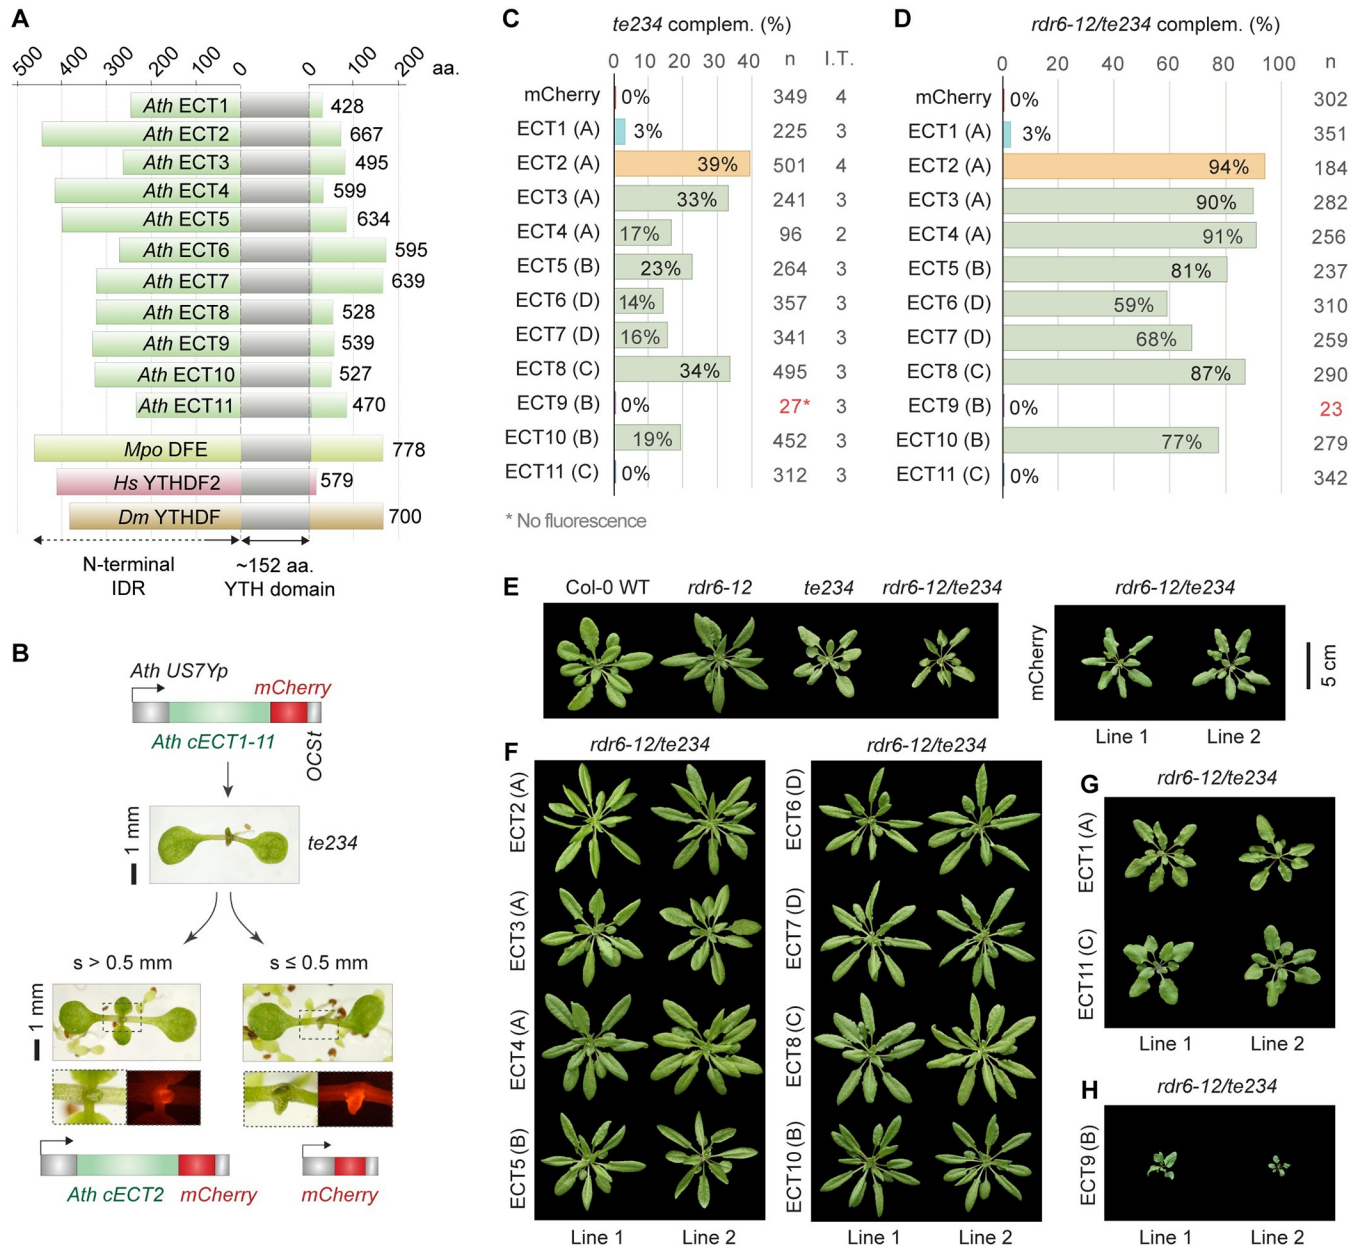 A
500 400 300 200 100 0 0 100 200 aa.
Ath ECT1 428
Ath ECT2 667
Ath ECT3 495
Ath ECT4 599
Ath ECT5 634
Ath ECT6 595
Ath ECT7 639
Ath ECT8 528
Ath ECT9 539
Ath ECT10 527
Ath ECT11 470
Mpo DFE 778
Hs YTHDF2 579
Dm YTHDF 700
N-terminal
IDR
~152 aa.
YTH domain
B
Ath US7Yp
mCherry
Ath cECT1-11
OCSt
1 mm
te234
s > 0.5 mm
s ≤ 0.5 mm
1 mm
Ath cECT2 mCherry
mCherry
C
te234 complem. (%)
0 10 20 30 40 n I.T.
mCherry 0% 349 4
ECT1 (A) 3% 225 3
ECT2 (A) 39% 501 4
ECT3 (A) 33% 241 3
ECT4 (A) 17% 96 2
ECT5 (B) 23% 264 3
ECT6 (D) 14% 357 3
ECT7 (D) 16% 341 3
ECT8 (C) 34% 495 3
ECT9 (B) 0% 27* 3
ECT10 (B) 19% 452 3
ECT11 (C) 0% 312 3
* No fluorescence
D
rdr6-12/te234 complem. (%)
0 20 40 60 80 100 n
mCherry 0% 302
ECT1 (A) 3% 351
ECT2 (A) 94% 184
ECT3 (A) 90% 282
ECT4 (A) 91% 256
ECT5 (B) 81% 237
ECT6 (D) 59% 310
ECT7 (D) 68% 259
ECT8 (C) 87% 290
ECT9 (B) 0% 23
ECT10 (B) 77% 279
ECT11 (C) 0% 342
E
Col-0 WT rdr6-12 te234 rdr6-12/te234
rdr6-12/te234
mCherry
5 cm
Line 1 Line 2
F
rdr6-12/te234
ECT2 (A)
ECT3 (A)
ECT4 (A)
ECT5 (B)
Line 1 Line 2
rdr6-12/te234
ECT6 (D)
ECT7 (D)
ECT8 (C)
ECT10 (B)
Line 1 Line 2
G
rdr6-12/te234
ECT1 (A)
ECT11 (C)
Line 1 Line 2
H
rdr6-12/te234
ECT9 (B)
Line 1 Line 2